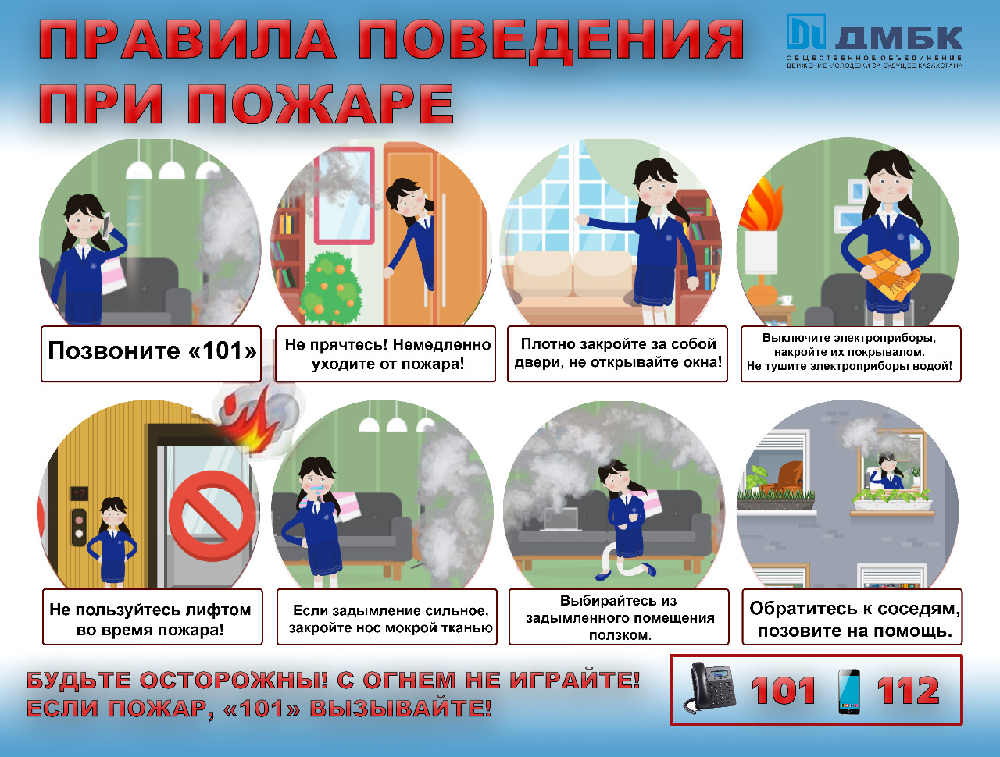 ПРАВИЛА ПОВЕДЕНИЯ
ПРИ ПОЖАРЕ
ДМБК
ОБЩЕСТВЕННОЕ ОБЪЕДИНЕНИЕ
ДВИЖЕНИЕ МОЛОДЕЖИ ЗА БУДУЩЕЕ КАЗАХСТАНА
Позвоните «101»
Не прячтесь! Немедленно
уходите от пожара!
Плотно закройте за собой
двери, не открывайте окна!
Выключите электроприборы,
накройте их покрывалом.
Не тушите электроприборы водой!
Не пользуйтесь лифтом
во время пожара!
Если задымление сильное,
закройте нос мокрой тканью
Выбирайтесь из
задымленного помещения
ползком.
Обратитесь к соседям,
позовите на помощь.
БУДЬТЕ ОСТОРОЖНЫ! С ОГНЕМ НЕ ИГРАЙТЕ!
ЕСЛИ ПОЖАР, «101» ВЫЗЫВАЙТЕ!
101 112